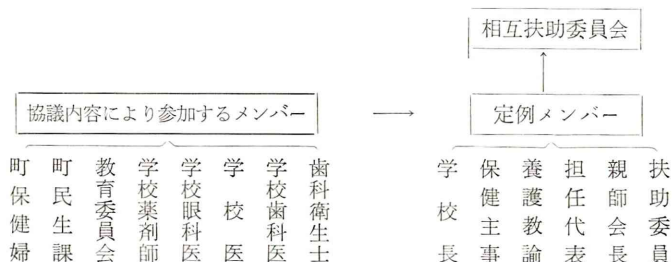 相互扶助委員会
協議内容により参加するメンバー
定例メンバー
町保健婦
町民生課
教育委員会
学校薬剤師
学校眼科医
学校医
学校歯科医
歯科衛生士
学校長
保健主事
養護教諭
担任代表
親師会長
扶助委員